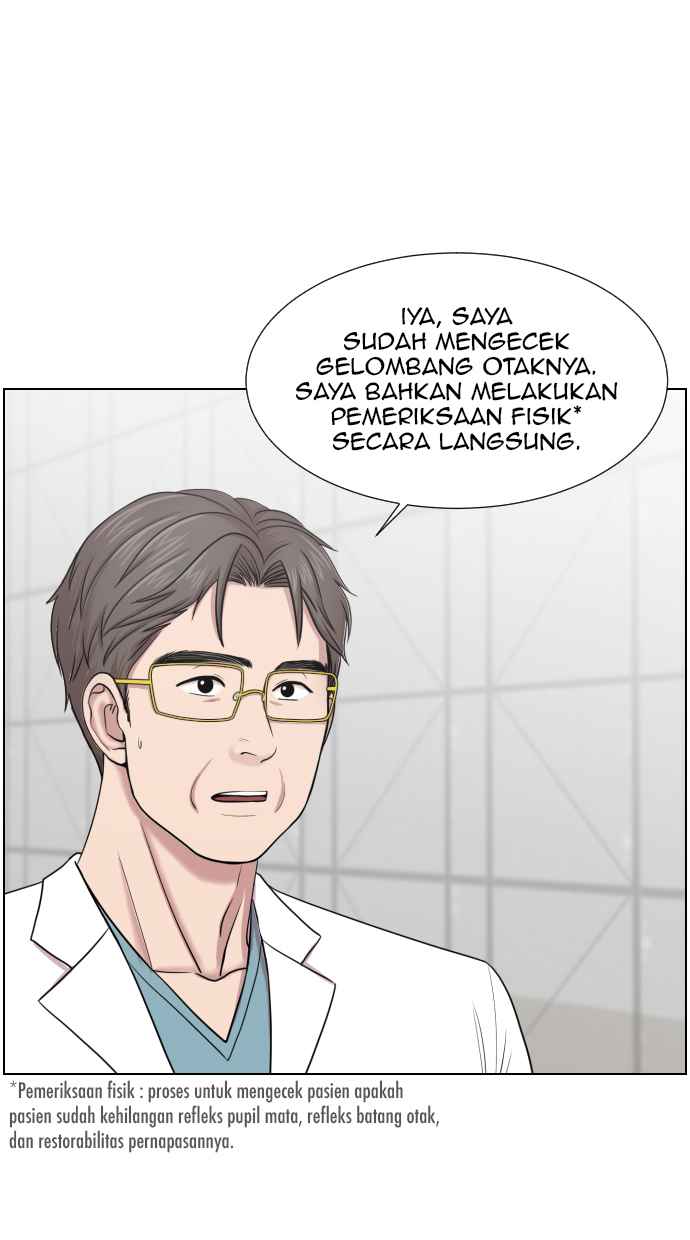 IYA, SAYA
SUDAH MENGECEK
GELOMBANG OTAKNYA.
SAYA BAHKAN MELAKUKAN
PEMERIKSAAN FISIK*
SECARA LANGSUNG.
*Pemeriksaan fisik : proses untuk mengecek pasien apakah
pasien sudah kehilangan refleks pupil mata, refleks batang otak,
dan restorabilitas pernapasannya.